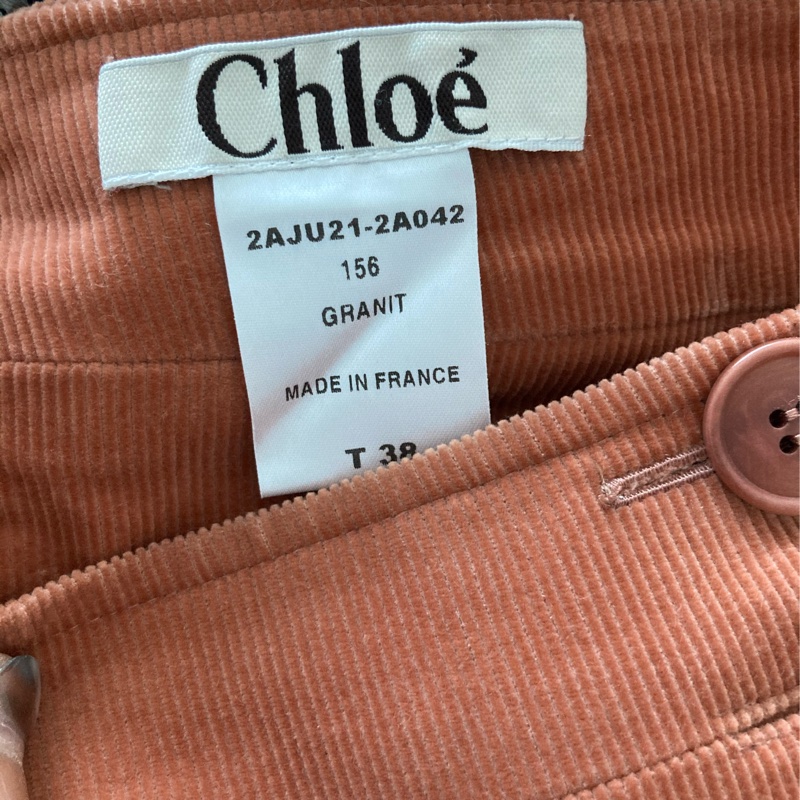 Chloé
2AJU21-2A042
156
GRANIT
MADE IN FRANCE
T 38